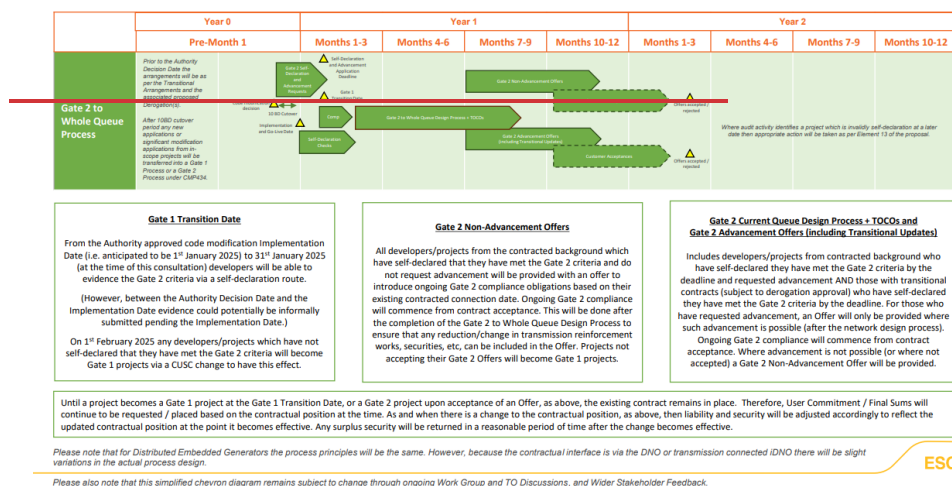 Year 0
Year 1
Year 2
Pre-Month 1
Months 1-3
Months 4-6
Months 7-9
Months 10-12
Months 1-3
Months 4-6
Months 7-9
Months 10-12
Gate 2 to
Whole Queue
Process
Prior to the Authority
Decision Date the
arrangements will be as
per the Transitional
Arrangements and the
associated proposed
Derogation(s).
After 10BD cutover
period any new
applications or
significant modification
applications from in-
scope projects will be
transferred into a Gate 1
Process or a Gate 2
Process under CMP434.
Gate 2 Self
Declaration
and
Advancement
Requests
Self-Declaration
and Advancement
Application
Deadline
Gate 1
decision
10 BD Cutover
Implementation
and Go-Live Date
Comp
Self Declaration
Checks
Gate 2 to Whole Queue Design Process + TOCOs
Gate 2 Non-Advancement Offers
Gate 2 Advancement Offers
(including Transitional Updates)
Customer Acceptances
Offers accepted /
rejected
Offers accepted /
rejected
Where audit activity identifies a project which is invalidly self-declaration at a later
date then appropriate action will be taken as per Element 13 of the proposal.
Gate 1 Transition Date
From the Authority approved code modification Implementation
Date (i.e. anticipated to be 1st January 2025) to 31st January 2025
(at the time of this consultation) developers will be able to
evidence the Gate 2 criteria via a self-declaration route.
(However, between the Authority Decision Date and the
Implementation Date evidence could potentially be informally
submitted pending the Implementation Date.)
On 1st February 2025 any developers/projects which have not
self-declared that they have met the Gate 2 criteria will become
Gate 1 projects via a CUSC change to have this effect.
Gate 2 Non-Advancement Offers
All developers/projects from the contracted background which
have self-declared that they have met the Gate 2 criteria and do
not request advancement will be provided with an offer to
introduce ongoing Gate 2 compliance obligations based on their
existing contracted connection date. Ongoing Gate 2 compliance
will commence from contract acceptance. This will be done after
the completion of the Gate 2 to Whole Queue Design Process to
ensure that any reduction/change in transmission reinforcement
works, securities, etc, can be included in the Offer. Projects not
accepting their Gate 2 Offers will become Gate 1 projects.
Gate 2 Current Queue Design Process + TOCOs and
Gate 2 Advancement Offers (including Transitional Updates)
Includes developers/projects from contracted background who
have self-declared they have met the Gate 2 criteria by the
deadline and requested advancement AND those with transitional
contracts (subject to derogation approval) who have self-declared
they have met the Gate 2 criteria by the deadline. For those who
have requested advancement, an Offer will only be provided where
such advancement is possible (after the network design process).
Ongoing Gate 2 compliance will commence from contract
acceptance. Where advancement is not possible (or where not
accepted) a Gate 2 Non-Advancement Offer will be provided.
Until a project becomes a Gate 1 project at the Gate 1 Transition Date, or a Gate 2 project upon acceptance of an Offer, as above, the existing contract remains in place. Therefore, User Commitment / Final Sums will
continue to be requested / placed based on the contractual position at the time. As and when there is a change to the contractual position, as above, then liability and security will be adjusted accordingly to reflect the
updated contractual position at the point it becomes effective. Any surplus security will be returned in a reasonable period of time after the change becomes effective.
Please note that for Distributed Embedded Generators the process principles will be the same. However, because the contractual interface is via the DNO or transmission connected iDNO there will be slight
variations in the actual process design.
ESO
Please also note that this simplified chevron diagram remains subject to change through ongoing Work Group and TO Discussions, and Wider Stakeholder Feedback.